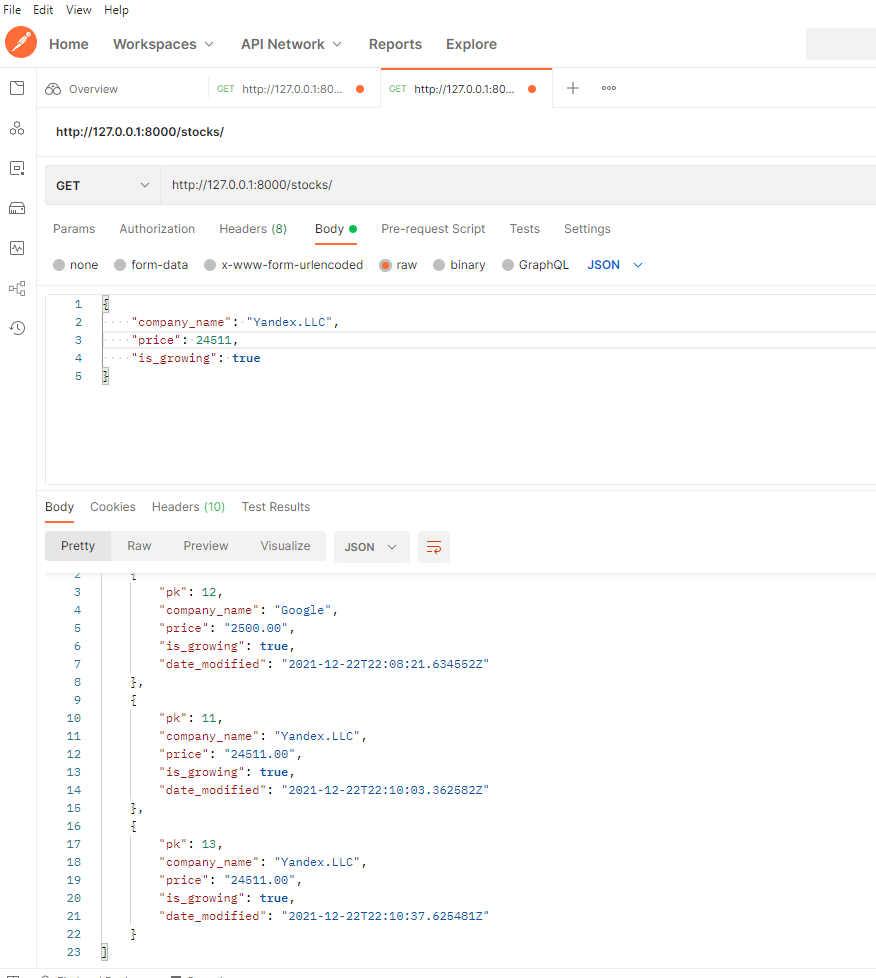 File Edit View Help
Home Workspaces API Network Reports Explore
Overview GET http://127.0.0.1:80... GET http://127.0.0.1:80...
http://127.0.0.1:8000/stocks/
GET http://127.0.0.1:8000/stocks/
Params Authorization Headers (8) Body Pre-request Script Tests Settings
none form-data x-www-form-urlencoded raw binary GraphQL JSON
1 {
2 "company_name": "Yandex.LLC",
3 "price": 24511,
4 "is_growing": true
5 }
Body Cookies Headers (10) Test Results
Pretty Raw Preview Visualize JSON
2 {
3 "pk": 12,
4 "company_name": "Google",
5 "price": "2500.00",
6 "is_growing": true,
7 "date_modified": "2021-12-22T22:08:21.634552Z"
8 },
9 {
10 "pk": 11,
11 "company_name": "Yandex.LLC",
12 "price": "24511.00",
13 "is_growing": true,
14 "date_modified": "2021-12-22T22:10:03.362582Z"
15 },
16 {
17 "pk": 13,
18 "company_name": "Yandex.LLC",
19 "price": "24511.00",
20 "is_growing": true,
21 "date_modified": "2021-12-22T22:10:37.625481Z"
22 }
23 ]